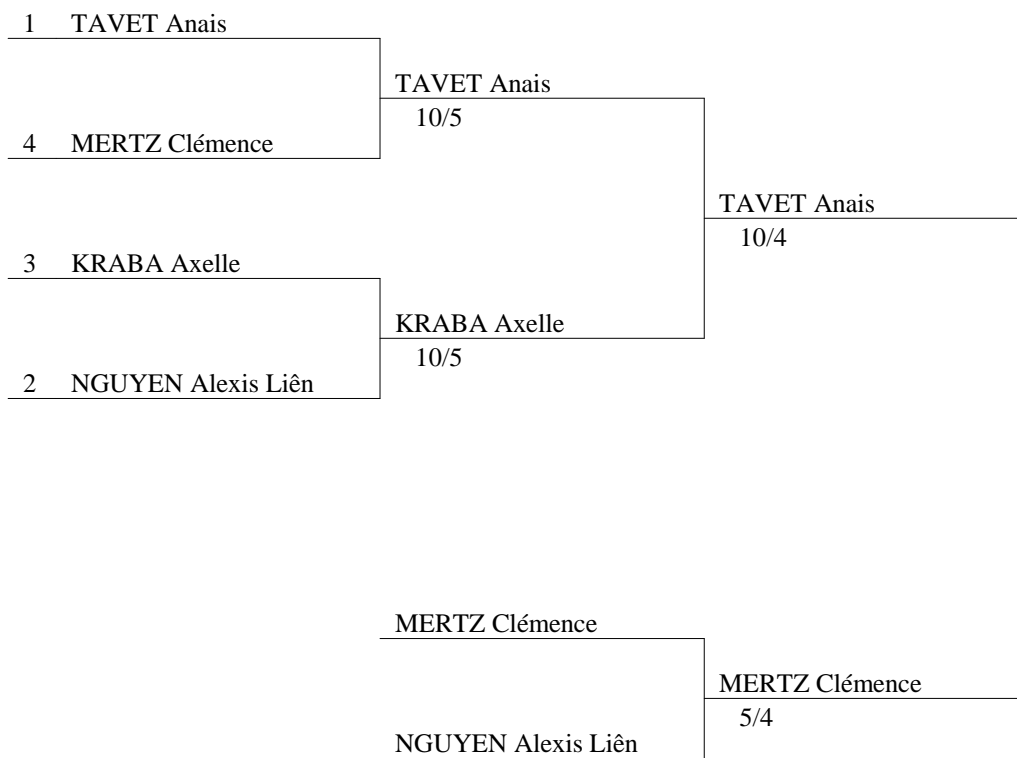 1 TAVET Anais
TAVET Anais
10/5
4 MERTZ Clémence
TAVET Anais
10/4
3 KRABA Axelle
KRABA Axelle
10/5
2 NGUYEN Alexis Liên
MERTZ Clémence
MERTZ Clémence
5/4
NGUYEN Alexis Liên